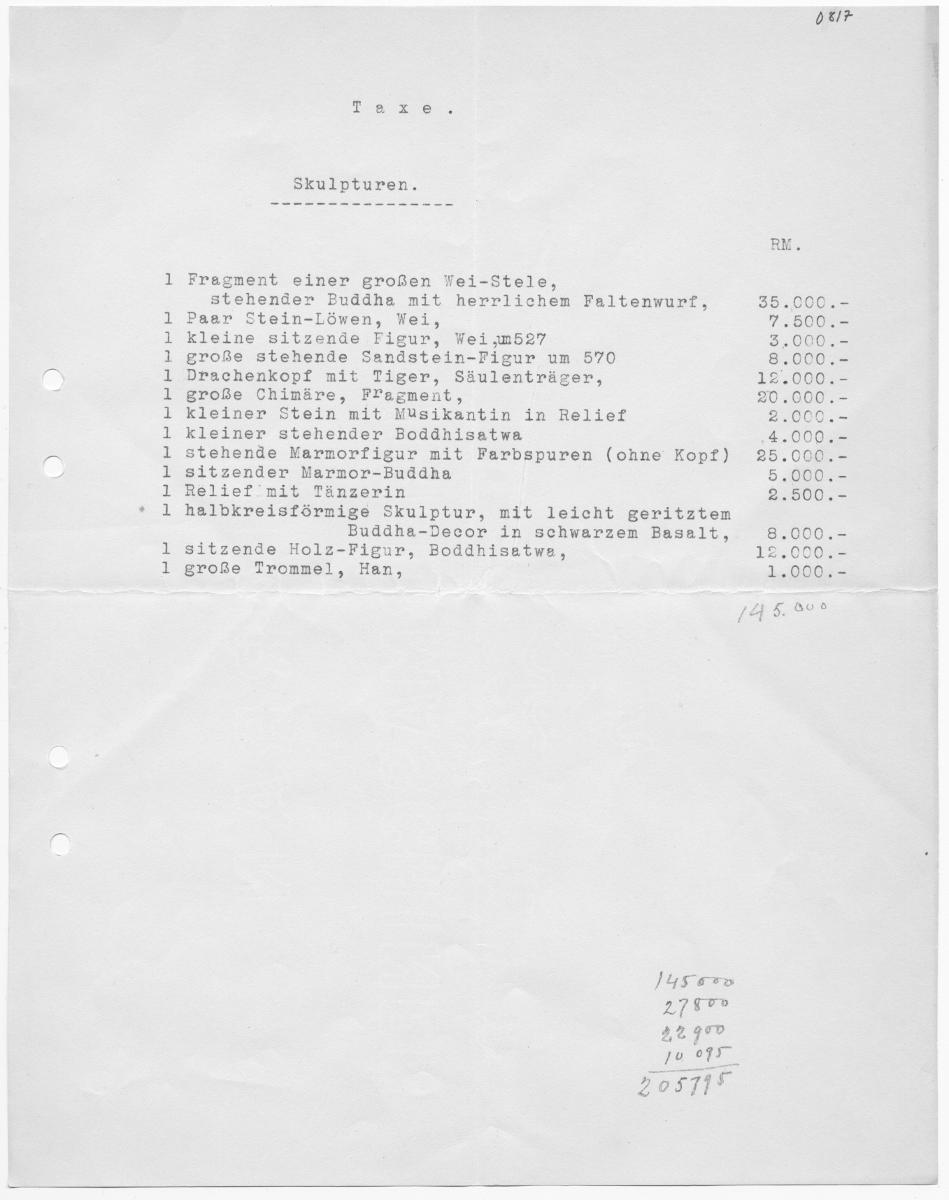 0817
Taxe.
Skulpturen.
----------------
RM.
1 Fragment einer großen Wei-Stele,
stehender Buddha mit herrlichem Faltenwurf, 35.000.-
1 Paar Stein-Löwen, Wei, 7.500.-
1 kleine sitzende Figur, Wei,um527 3.000.-
1 große stehende Sandstein-Figur um 570 8.000.-
1 Drachenkopf mit Tiger, Säulenträger, 12.000.-
1 große Chimäre, Fragment, 20.000.-
1 kleiner Stein mit Musikantin in Relief 2.000.-
1 kleiner stehender Boddhisatwa 4.000.-
1 stehende Marmorfigur mit Farbspuren (ohne Kopf) 25.000.-
1 sitzender Marmor-Buddha 5.000.-
1 Relief mit Tänzerin 2.500.-
1 halbkreisförmige Skulptur, mit leicht geritztem
Buddha-Decor in schwarzem Basalt, 8.000.-
1 sitzende Holz-Figur, Boddhisatwa, 12.000.-
1 große Trommel, Han, 1.000.-
145.000
145000
27800
22900
10 095
205795